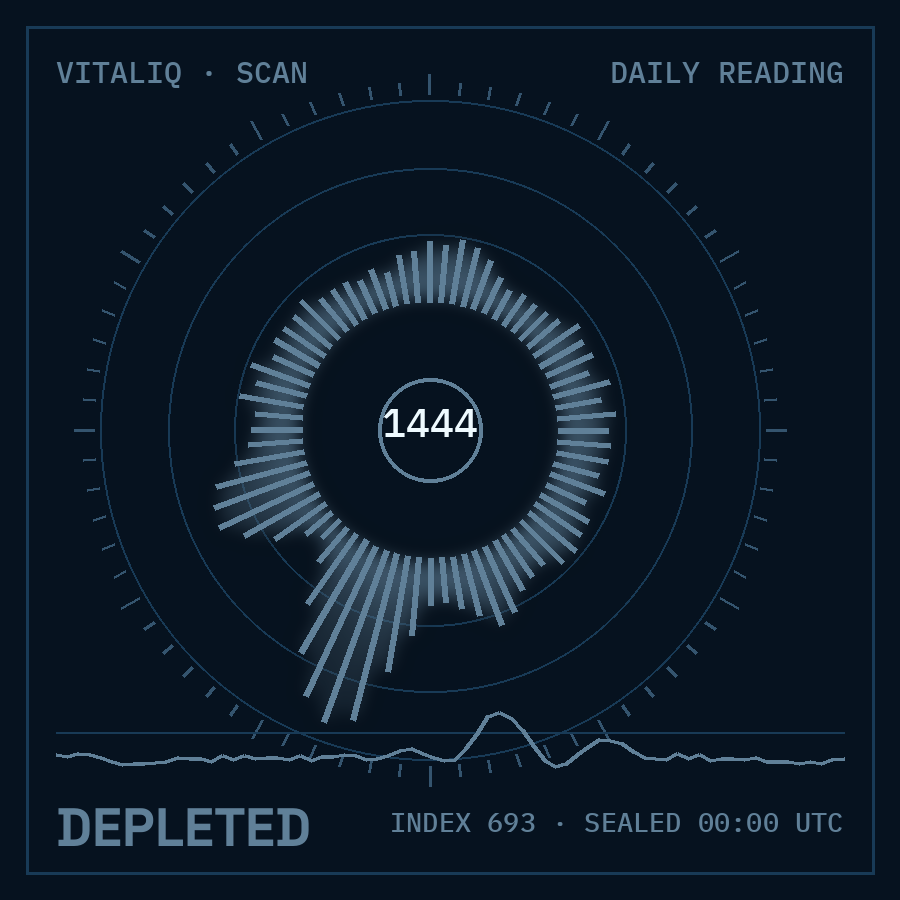 VITALIQ · SCAN
DAILY READING
1444
DEPLETED
INDEX 693 · SEALED 00:00 UTC